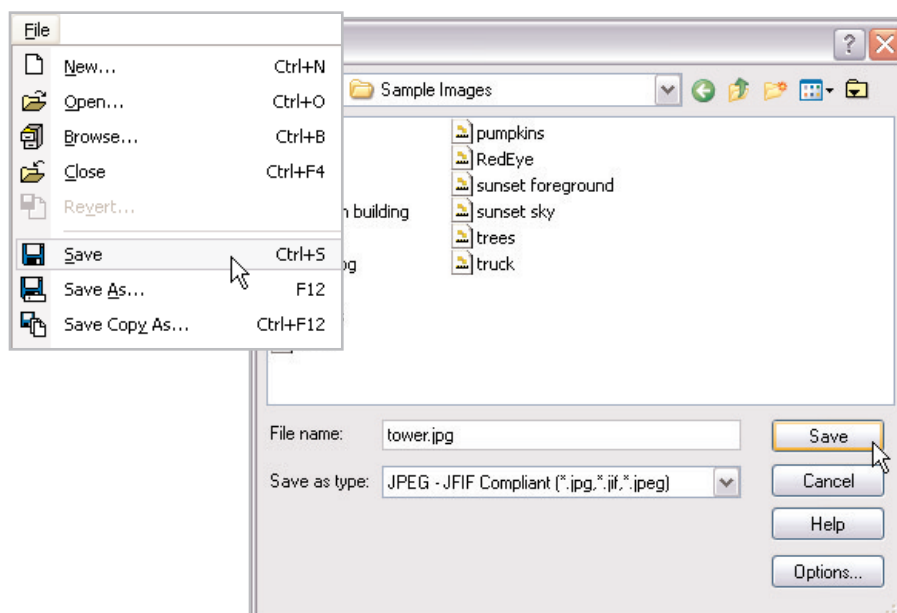 File
New... Ctrl+N
Open... Ctrl+O
Browse... Ctrl+B
Close Ctrl+F4
Revert...
Save Ctrl+S
Save As... F12
Save Copy As... Ctrl+F12
Sample Images
pumpkins
RedEye
sunset foreground
building
sunset sky
trees
truck
File name: tower.jpg Save
Save as type: JPEG - JFIF Compliant (*.jpg,*.jif,*.jpeg) Cancel
Help
Options...